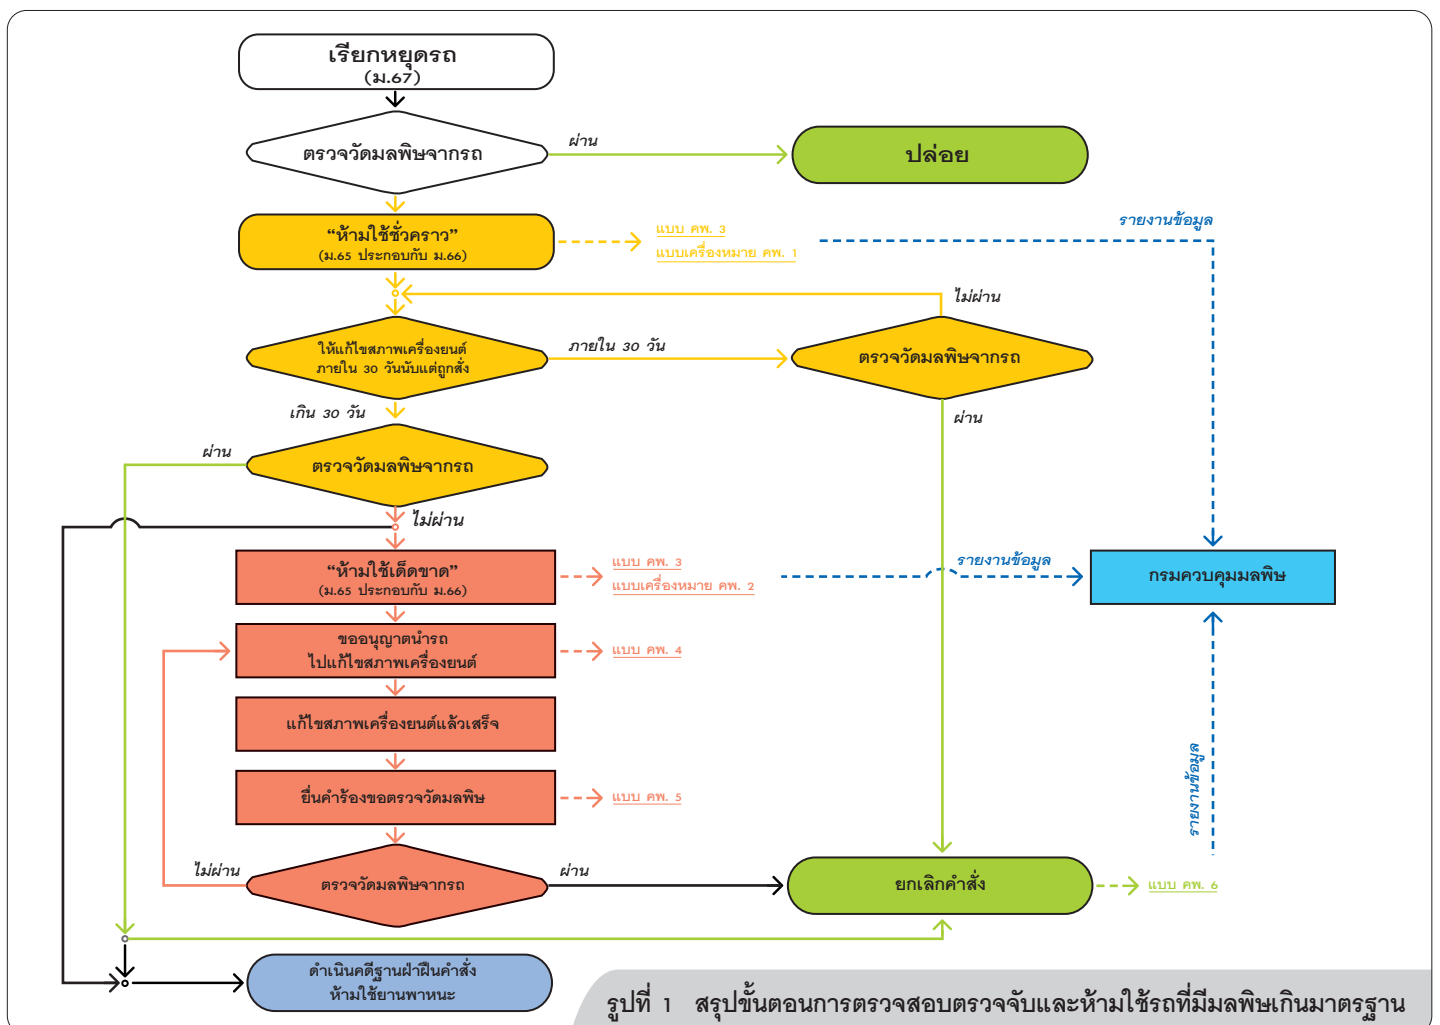 เรียกหยุดรถ
(ม.67)
ตรวจวัดมลพิษจากรถ
ผ่าน
ปล่อย
“ห้ามใช้ชั่วคราว”
(ม.65 ประกอบกับ ม.66)
แบบ คพ. 3
แบบเครื่องหมาย คพ. 1
รายงานข้อมูล
ไม่ผ่าน
ให้แก้ไขสภาพเครื่องยนต์
ภายใน 30 วันนับแต่ถูกสั่ง
ภายใน 30 วัน
ตรวจวัดมลพิษจากรถ
เกิน 30 วัน
ผ่าน
ผ่าน
ตรวจวัดมลพิษจากรถ
ไม่ผ่าน
“ห้ามใช้เด็ดขาด”
(ม.65 ประกอบกับ ม.66)
แบบ คพ. 3
แบบเครื่องหมาย คพ. 2
รายงานข้อมูล
กรมควบคุมมลพิษ
ขออนุญาตนำรถ
ไปแก้ไขสภาพเครื่องยนต์
แบบ คพ. 4
แก้ไขสภาพเครื่องยนต์แล้วเสร็จ
รายงานข้อมูล
ยื่นคำร้องขอตรวจวัดมลพิษ
แบบ คพ. 5
ไม่ผ่าน
ตรวจวัดมลพิษจากรถ
ผ่าน
ยกเลิกคำสั่ง
แบบ คพ. 6
ดำเนินคดีฐานฝ่าฝืนคำสั่ง
ห้ามใช้ยานพาหนะ
รูปที่ 1 สรุปขั้นตอนการตรวจสอบตรวจจับและห้ามใช้รถที่มีมลพิษเกินมาตรฐาน